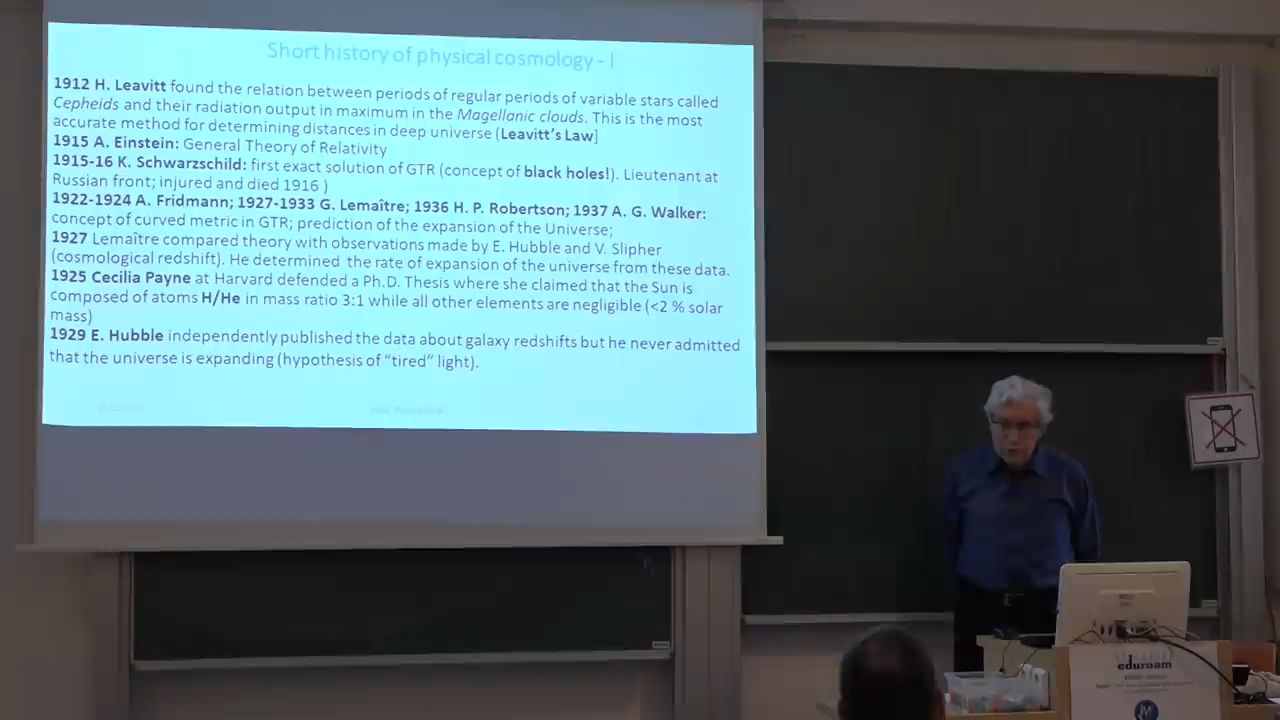 Short history of physical cosmology - I
1912 H. Leavitt found the relation between periods of regular periods of variable stars called
Cepheids and their radiation output in maximum in the Magellanic clouds. This is the most
accurate method for determining distances in deep universe (Leavitt's Law]
1915 A. Einstein: General Theory of Relativity
1915-16 K. Schwarzschild: first exact solution of GTR (concept of black holes!). Lieutenant at
Russian front; injured and died 1916 )
1922-1924 A. Fridmann; 1927-1933 G. Lemaître; 1936 H. P. Robertson; 1937 A. G. Walker:
concept of curved metric in GTR; prediction of the expansion of the Universe;
1927 Lemaître compared theory with observations made by E. Hubble and V. Slipher
(cosmological redshift). He determined the rate of expansion of the universe from these data.
1925 Cecilia Payne at Harvard defended a Ph.D. Thesis where she claimed that the Sun is
composed of atoms H/He in mass ratio 3:1 while all other elements are negligible (<2 % solar
mass)
1929 E. Hubble independently published the data about galaxy redshifts but he never admitted
that the universe is expanding (hypothesis of "tired" light).
eduroam